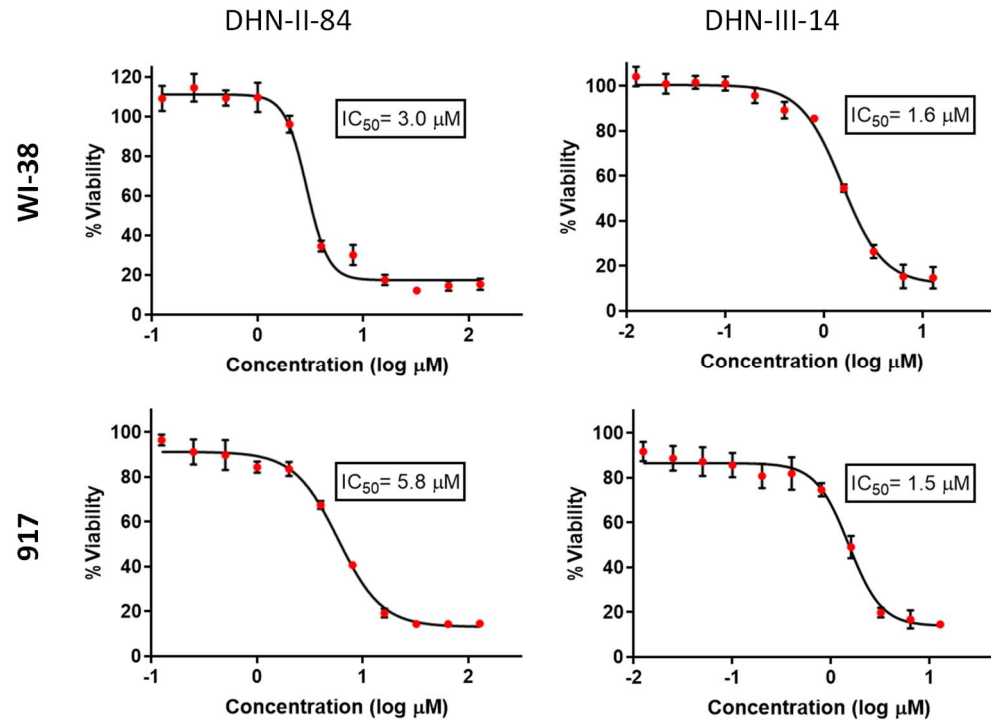 DHN-II-84
DHN-III-14
WI-38
% Viability
120
100
80
60
40
20
0
IC50= 3.0 μM
-1
0
1
2
Concentration (log μM)
% Viability
100
80
60
40
20
0
IC50= 1.6 μM
-2
-1
0
1
Concentration (log μM)
917
% Viability
100
80
60
40
20
0
IC50= 5.8 μM
-1
0
1
2
Concentration (log μM)
% Viability
100
80
60
40
20
0
IC50= 1.5 μM
-2
-1
0
1
Concentration (log μM)